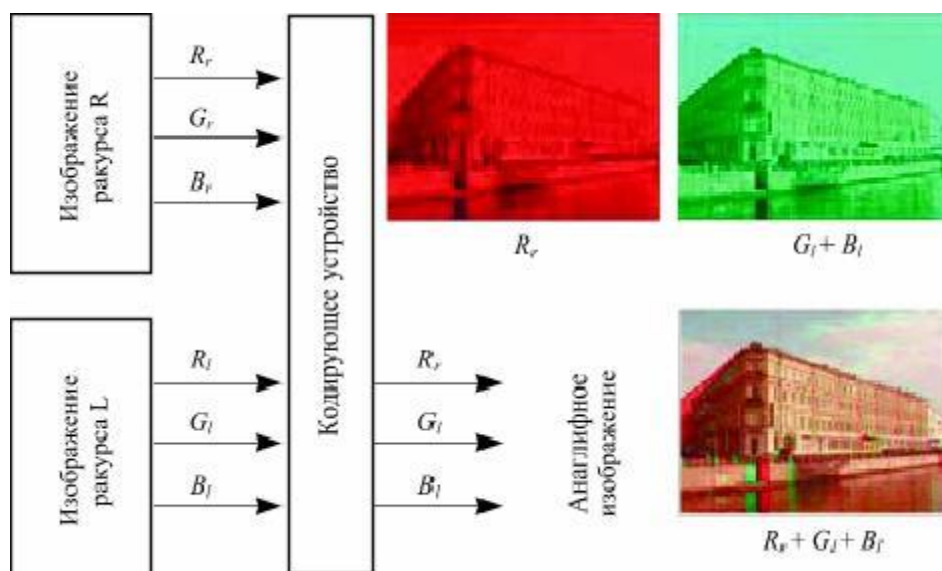 Изображение
ракурса R
R_r
G_r
B_r
Кодирующее устройство
R_r
G_l + B_l
Изображение
ракурса L
R_l
G_l
B_l
R_r
G_l
B_l
Анаглифное
изображение
R_r + G_l + B_l